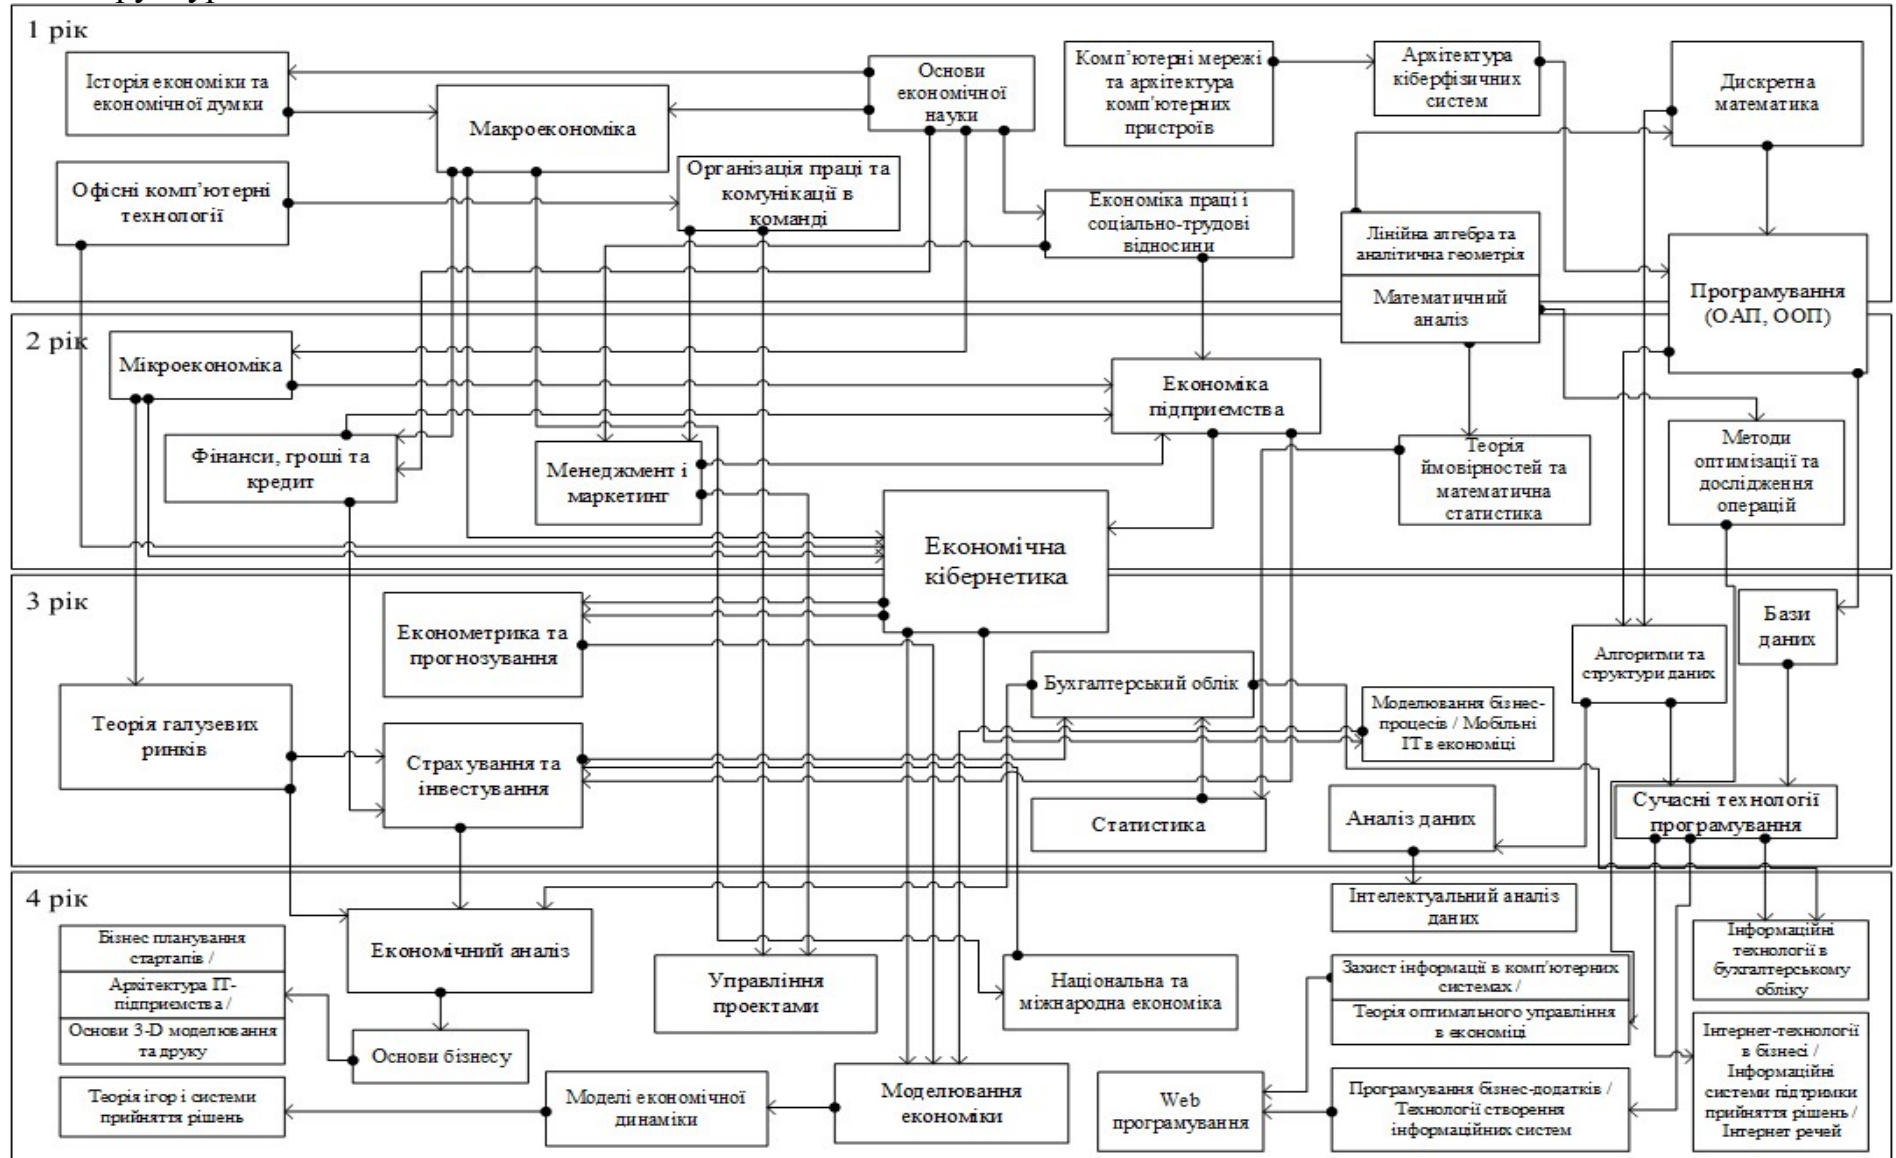 1 рік
Історія економіки та
економічної думки
Макроекономіка
Основи
економічної
науки
Комп'ютерні мережі
та архітектура
комп'ютерних
пристроїв
Архітектура
кіберфізичних
систем
Дискретна
математика
Офісні комп'ютерні
технології
Організація праці та
комунікації в
команді
Економіка праці і
соціально-трудові
відносини
Лінійна алгебра та
аналітична геометрія
Математичний
аналіз
Програмування
(ОАП, ООП)
2 рік
Мікроекономіка
Економіка
підприємства
Фінанси, гроші та
кредит
Менеджмент і
маркетинг
Теорія
ймовірностей та
математична
статистика
Методи
оптимізації та
дослідження
операцій
Економічна
кібернетика
3 рік
Економетрика та
прогнозування
Бухгалтерський облік
Алгоритми та
структури даних
Бази
даних
Теорія галузевих
ринків
Страхування та
інвестування
Моделювання бізнес-
процесів / Мобільні
ІТ в економіці
Статистика
Аналіз даних
Сучасні технології
програмування
4 рік
Інтелектуальний аналіз
даних
Бізнес планування
стартапів /
Архітектура ІТ-
підприємства /
Основи 3-D моделювання
та друку
Економічний аналіз
Управління
проектами
Національна та
міжнародна економіка
Захист інформації в комп'ютерних
системах /
Теорія оптимального управління
в економіці
Інформаційні
технології в
бухгалтерському
обліку
Основи бізнесу
Інтернет-технології
в бізнесі /
Інформаційні
системи підтримки
прийняття рішень /
Інтернет речей
Теорія ігор і системи
прийняття рішень
Моделі економічної
динаміки
Моделювання
економіки
Web
програмування
Програмування бізнес-додатків /
Технології створення
інформаційних систем